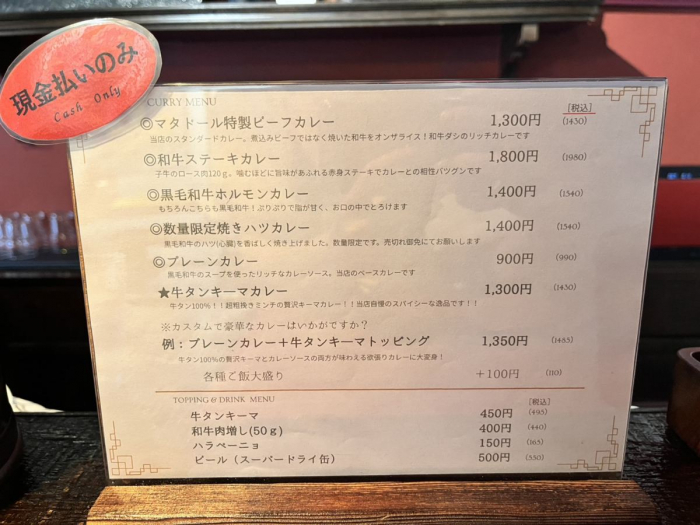 現金払いのみ
Cash Only
CURRY MENU
[税込]
◎マタドール特製ビーフカレー 1,300円 (1430)
当店のスタンダードカレー。煮込みビーフではなく焼いた和牛をオンザライス！和牛ダシのリッチカレーです
◎和牛ステーキカレー 1,800円 (1980)
子牛のロース肉120g。噛むほどに旨味があふれる赤身ステーキでカレーとの相性バツグンです
◎黒毛和牛ホルモンカレー 1,400円 (1540)
もちろんこちらも黒毛和牛！ぷりぷりで脂が甘く、お口の中でとろけます
◎数量限定焼きハツカレー 1,400円 (1540)
黒毛和牛のハツ(心臓)を香ばしく焼き上げました。数量限定です。売切れ御免にてお願いします
◎プレーンカレー 900円 (990)
黒毛和牛のスープを使ったリッチなカレーソース。当店のベースカレーです
★牛タンキーマカレー 1,300円 (1430)
牛タン100%！！超粗挽きミンチの贅沢キーマカレー！！当店自慢のスパイシーな逸品です！！
※カスタムで豪華なカレーはいかがですか？
例：プレーンカレー＋牛タンキーマトッピング 1,350円 (1485)
牛タン100%の贅沢キーマとカレーソースの両方が味わえる欲張りカレーに大変身！
各種ご飯大盛り ＋100円 (110)
TOPPING & DRINK MENU [税込]
牛タンキーマ 450円 (495)
和牛肉増し(50g) 400円 (440)
ハラペーニョ 150円 (165)
ビール（スーパードライ缶） 500円 (550)